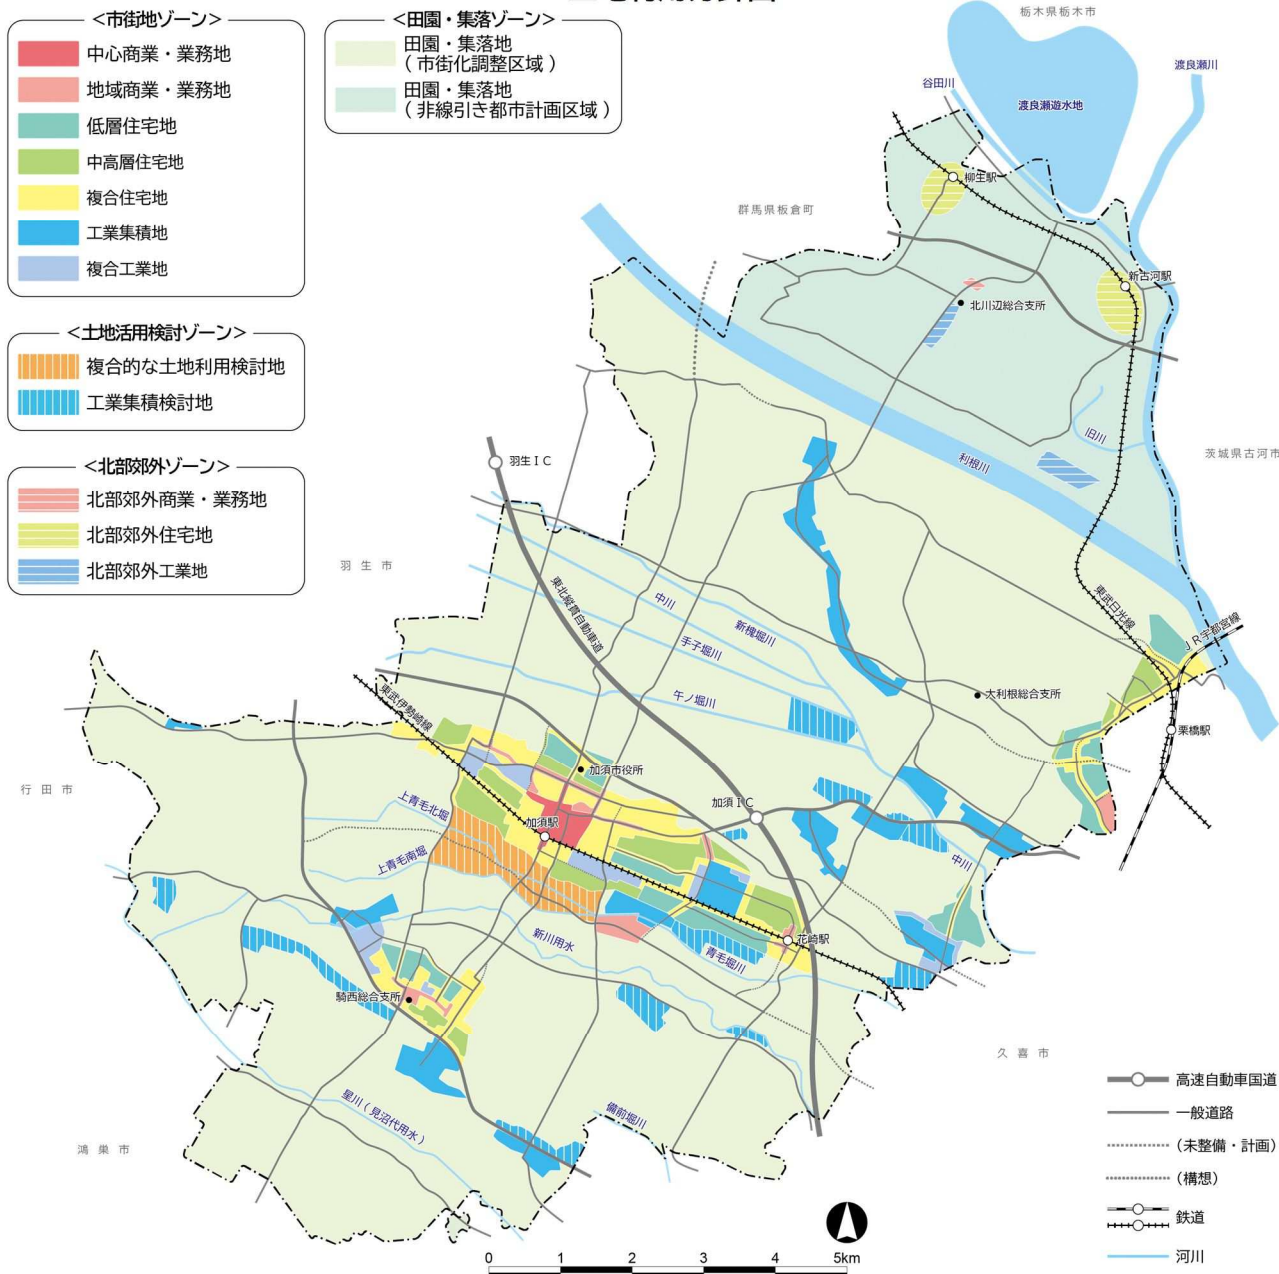 <市街地ゾーン>
中心商業・業務地
地域商業・業務地
低層住宅地
中高層住宅地
複合住宅地
工業集積地
複合工業地
<土地活用検討ゾーン>
複合的な土地利用検討地
工業集積検討地
<北部郊外ゾーン>
北部郊外商業・業務地
北部郊外住宅地
北部郊外工業地
<田園・集落ゾーン>
田園・集落地
(市街化調整区域)
田園・集落地
(非線引き都市計画区域)
栃木県栃木市
渡良瀬川
谷田川
渡良瀬遊水地
柳生駅
群馬県板倉町
新古河駅
北川辺総合支所
旧川
利根川
茨城県古河市
羽生IC
羽生市
東北縦貫自動車道
中川
新槐堀川
手子堀川
午ノ堀川
東武日光線
JR宇都宮線
大利根総合支所
栗橋駅
東武伊勢崎線
行田市
加須市役所
上青毛北堀
加須駅
加須IC
上青毛南堀
中川
新川用水
花崎駅
青毛堀川
騎西総合支所
久喜市
星川(見沼代用水)
備前堀川
鴻巣市
高速自動車国道
一般道路
(未整備・計画)
(構想)
鉄道
河川
0 1 2 3 4 5km